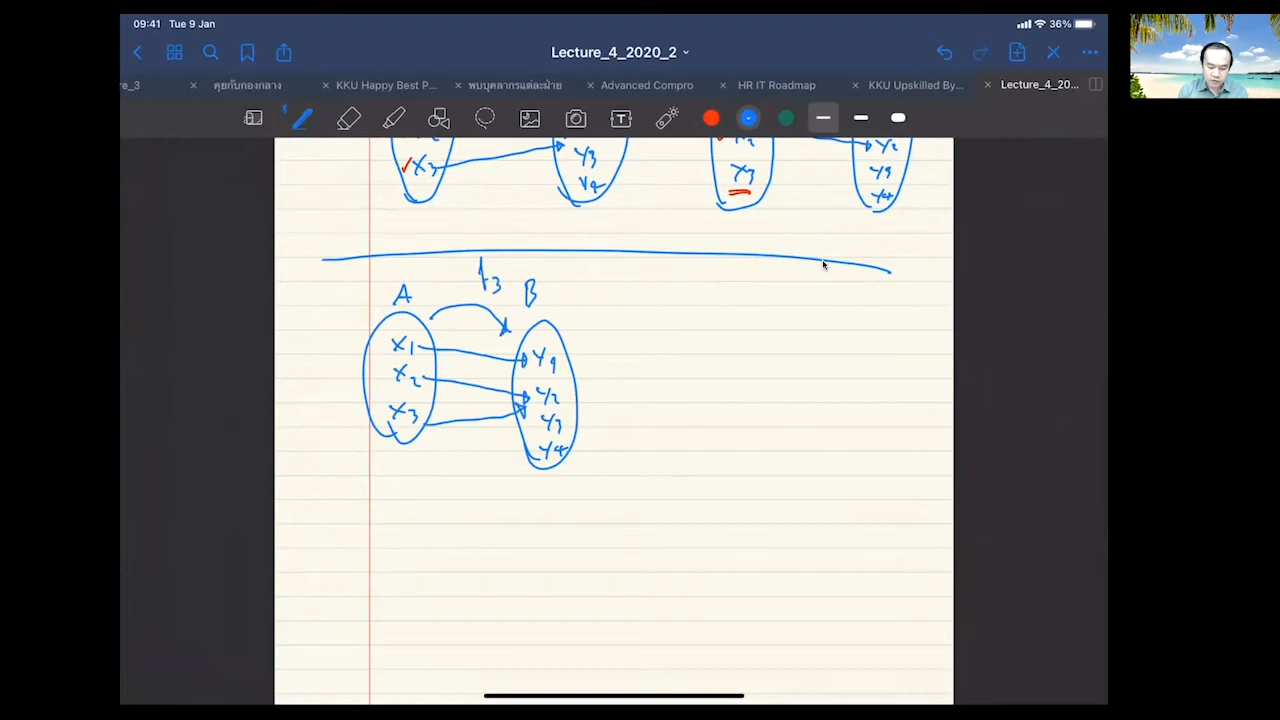 09:41 Tue 9 Jan
36%
Lecture_4_2020_2
re_3
คุยกับกองกลาง
KKU Happy Best P...
พบบุคลากรแต่ละฝ่าย
Advanced Compro
HR IT Roadmap
KKU Upskilled By...
Lecture_4_20...
T
x3 y3 y4
x3 y2 y3 y4
f3
A B
x1 y1
x2 y2
x3 y3
y4